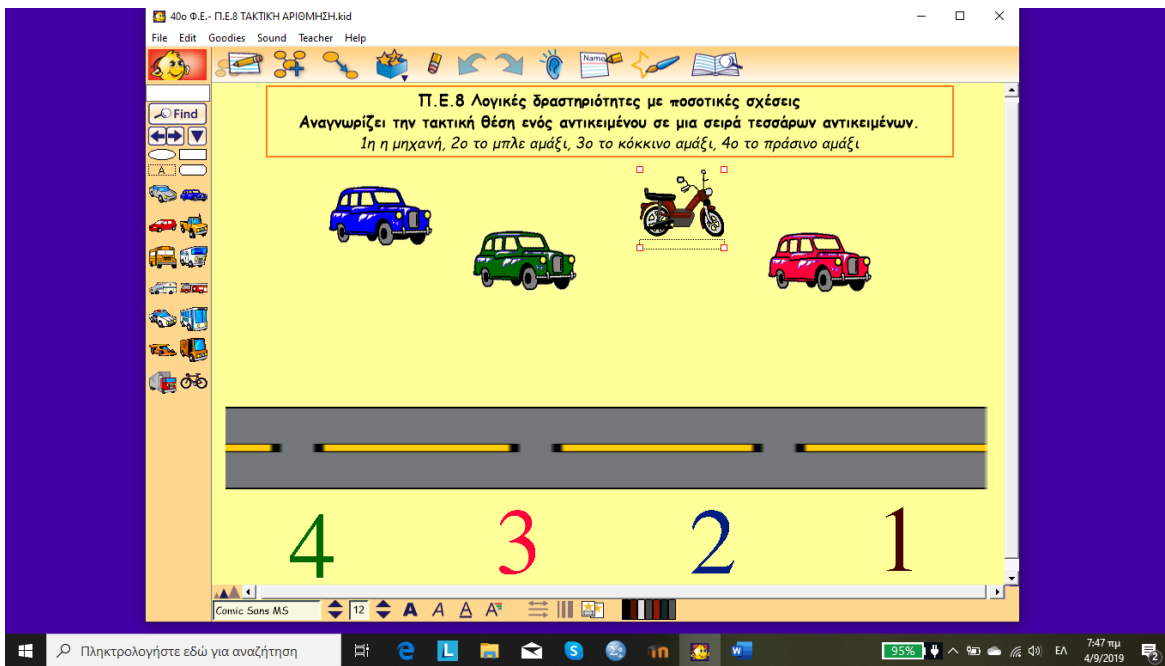 40ο Φ.Ε.- Π.Ε.8 ΤΑΚΤΙΚΗ ΑΡΙΘΜΗΣΗ.kid
File Edit Goodies Sound Teacher Help
Name
Find
A
Π.Ε.8 Λογικές δραστηριότητες με ποσοτικές σχέσεις
Αναγνωρίζει την τακτική θέση ενός αντικειμένου σε μια σειρά τεσσάρων αντικειμένων.
1η η μηχανή, 2ο το μπλε αμάξι, 3ο το κόκκινο αμάξι, 4ο το πράσινο αμάξι
4 3 2 1
Comic Sans MS 12 A A A A
Πληκτρολογήστε εδώ για αναζήτηση
95% ΕΛ 7:47 πμ
4/9/2019
2